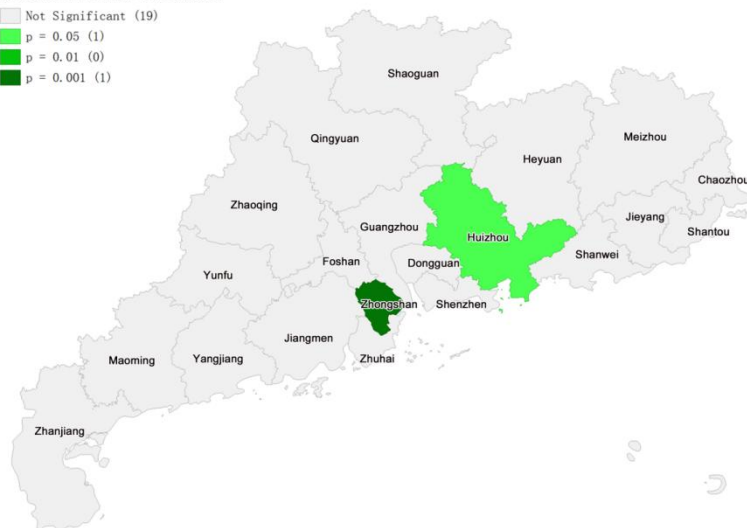 Not Significant (19)
p = 0.05 (1)
p = 0.01 (0)
p = 0.001 (1)
Shaoguan
Qingyuan
Meizhou
Heyuan
Chaozhou
Zhaoqing
Jieyang
Guangzhou
Shantou
Huizhou
Shanwei
Foshan
Dongguan
Yunfu
Zhongshan
Shenzhen
Jiangmen
Maoming
Yangjiang
Zhuhai
Zhanjiang